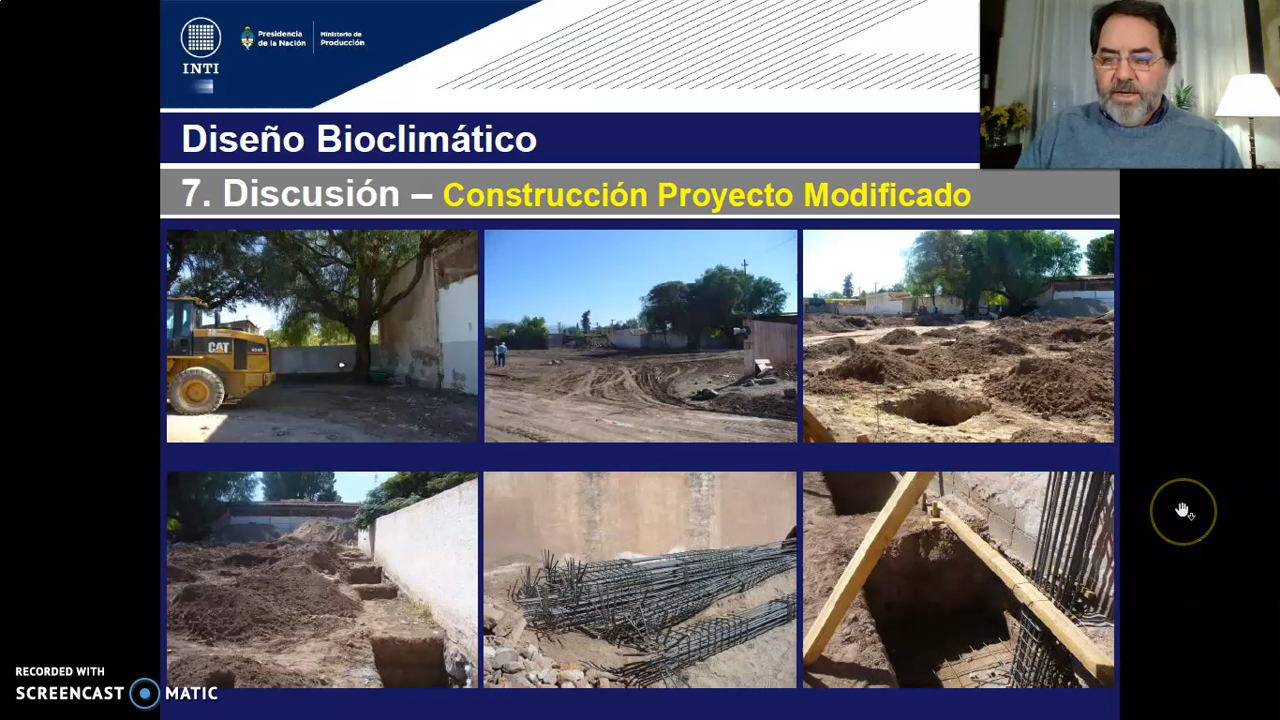 INTI
Presidencia
de la Nación
Ministerio de
Producción
Diseño Bioclimático
7. Discusión – Construcción Proyecto Modificado
CAT
RECORDED WITH
SCREENCAST MATIC